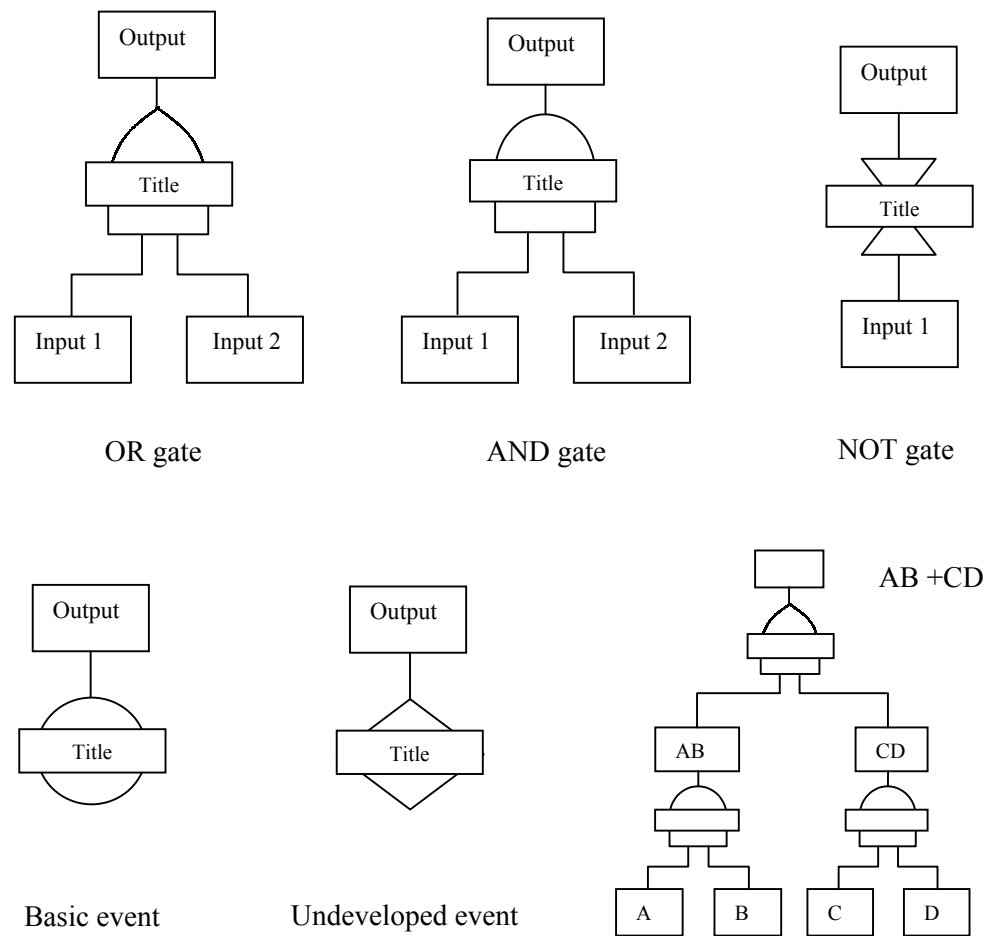 Output
Output
Output
Title
Title
Title
Input 1
Input 2
Input 1
Input 2
Input 1
OR gate
AND gate
NOT gate
AB +CD
Output
Output
Title
Title
AB
CD
A
B
C
D
Basic event
Undeveloped event